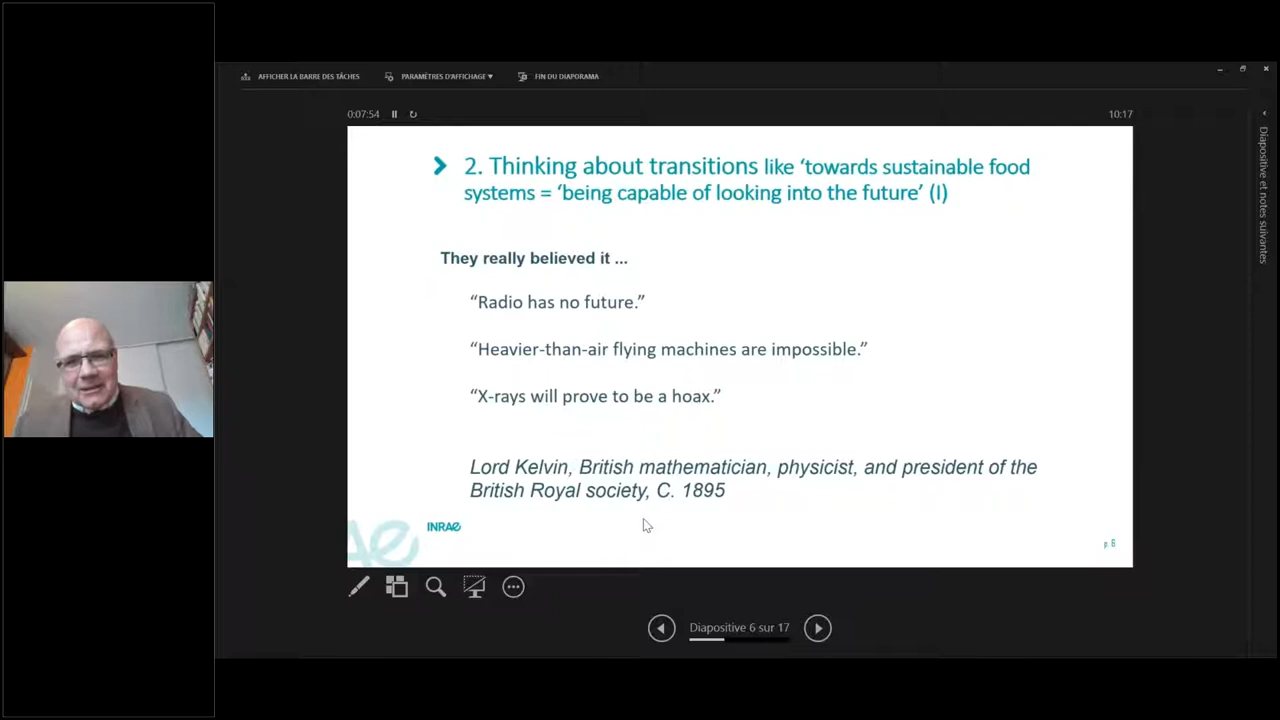 AFFICHER LA BARRE DES TÂCHES PARAMÈTRES D'AFFICHAGE ▾ FIN DU DIAPORAMA
0:07:54 10:17
2. Thinking about transitions like ‘towards sustainable food
systems = ‘being capable of looking into the future’ (I)
They really believed it ...
“Radio has no future.”
“Heavier-than-air flying machines are impossible.”
“X-rays will prove to be a hoax.”
Lord Kelvin, British mathematician, physicist, and president of the
British Royal society, C. 1895
INRAE
Diapositive 6 sur 17
Diapositive et notes suivantes